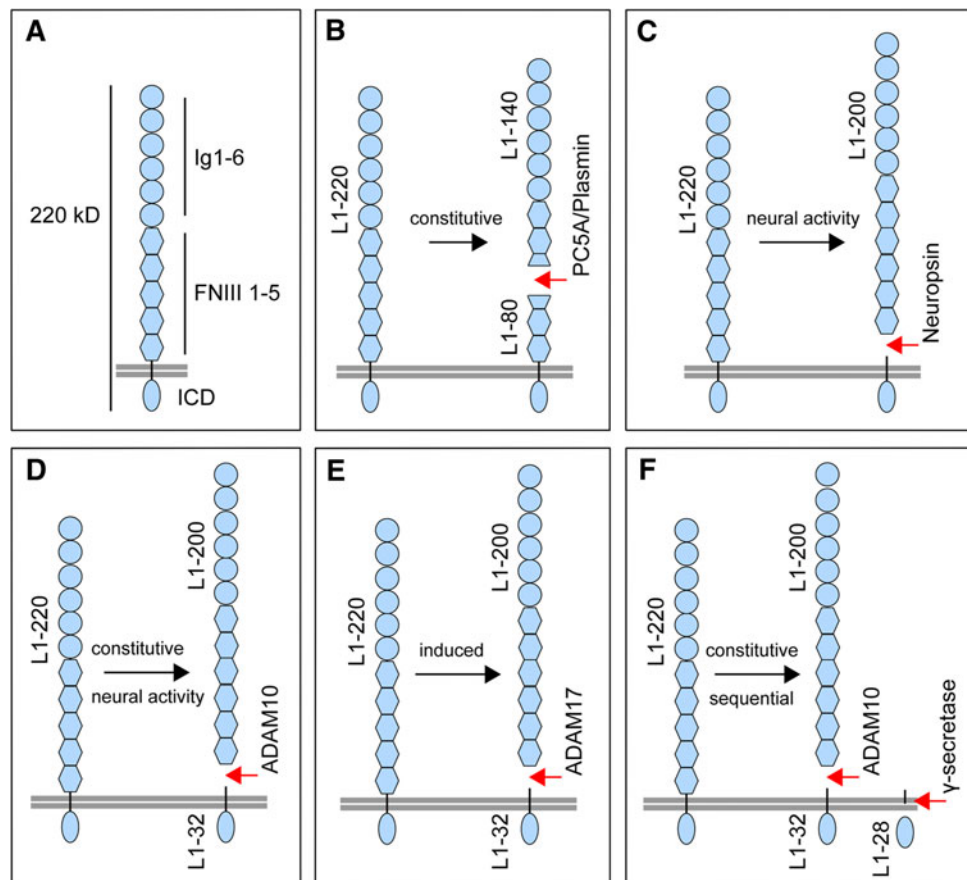 A
220 kD
Ig1-6
FNIII 1-5
ICD
B
L1-220
constitutive
L1-140
L1-80
PC5A/Plasmin
C
L1-220
neural activity
L1-200
Neuropsin
D
L1-220
constitutive
neural activity
L1-200
ADAM10
L1-32
E
L1-220
induced
L1-200
ADAM17
L1-32
F
L1-220
constitutive
sequential
L1-200
ADAM10
L1-32
γ-secretase
L1-28